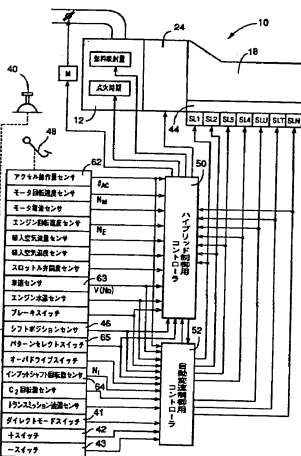 10
24
18
燃料噴射量
点火時期
M
12
44
SL1
SL2
SL3
SL4
SLU
SLT
SLN
40
48
62
50
アクセル操作量センサ
θAC
モータ回転速度センサ
NM
モータ電流センサ
エンジン回転速度センサ
NE
吸入空気流量センサ
吸入空気温度センサ
スロットル弁開度センサ
車速センサ
63
V(No)
エンジン水温センサ
ブレーキスイッチ
シフトポジションセンサ
46
パターンセレクトスイッチ
65
オーバドライブスイッチ
インプットシャフト回転数センサ
NI
C2回転数センサ
64
トランスミッション油温センサ
ダイレクトモードスイッチ
41
+スイッチ
42
−スイッチ
43
ハイブリッド制御用
コントローラ
52
自動変速制御用
コントローラ